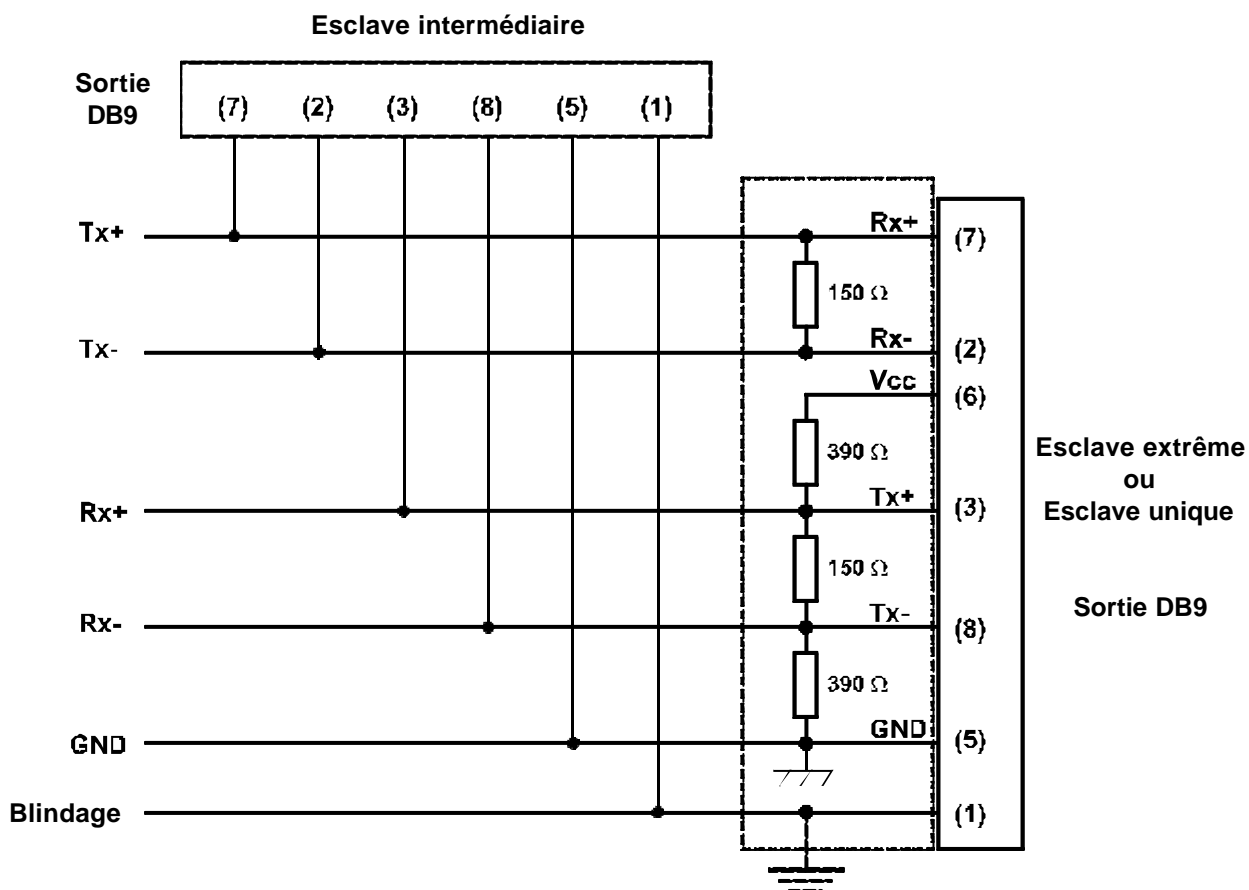 Esclave intermédiaire
Sortie
DB9
(7) (2) (3) (8) (5) (1)
Tx+
Rx+
(7)
150 Ω
Tx-
Rx-
(2)
Vcc
(6)
390 Ω
Esclave extrême
ou
Esclave unique
Rx+
Tx+
(3)
150 Ω
Sortie DB9
Rx-
Tx-
(8)
390 Ω
GND
GND
(5)
Blindage
(1)